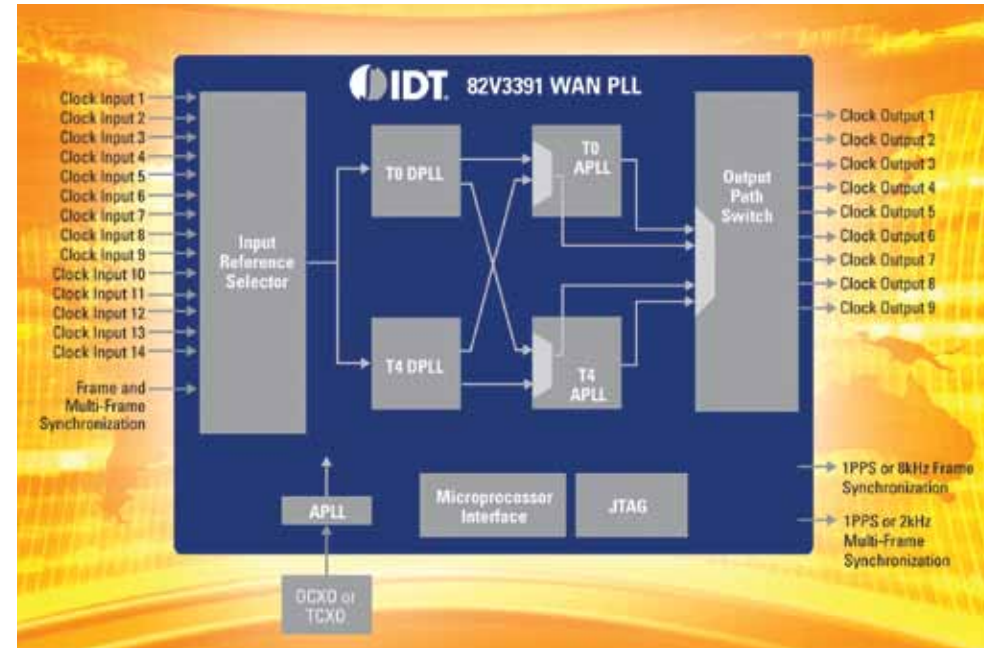 IDT. 82V3391 WAN PLL
Clock Input 1
Clock Input 2
Clock Input 3
Clock Input 4
Clock Input 5
Clock Input 6
Clock Input 7
Clock Input 8
Clock Input 9
Clock Input 10
Clock Input 11
Clock Input 12
Clock Input 13
Clock Input 14
Frame and
Multi-Frame
Synchronization
Input
Reference
Selector
T0 DPLL
T4 DPLL
T0
APLL
T4
APLL
Output
Path
Switch
Clock Output 1
Clock Output 2
Clock Output 3
Clock Output 4
Clock Output 5
Clock Output 6
Clock Output 7
Clock Output 8
Clock Output 9
1PPS or 8kHz Frame
Synchronization
1PPS or 2kHz
Multi-Frame
Synchronization
APLL
Microprocessor
Interface
JTAG
OCXO or
TCXO